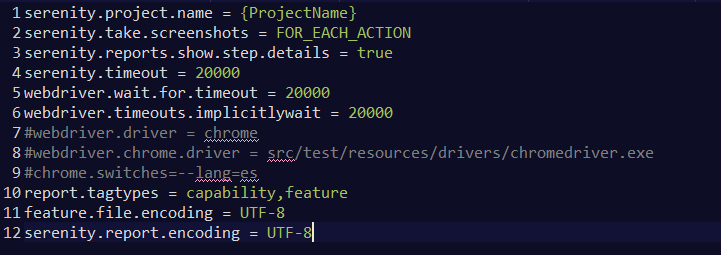 1 serenity.project.name = {ProjectName}
2 serenity.take.screenshots = FOR_EACH_ACTION
3 serenity.reports.show.step.details = true
4 serenity.timeout = 20000
5 webdriver.wait.for.timeout = 20000
6 webdriver.timeouts.implicitlywait = 20000
7 #webdriver.driver = chrome
8 #webdriver.chrome.driver = src/test/resources/drivers/chromedriver.exe
9 #chrome.switches=--lang=es
10 report.tagtypes = capability,feature
11 feature.file.encoding = UTF-8
12 serenity.report.encoding = UTF-8